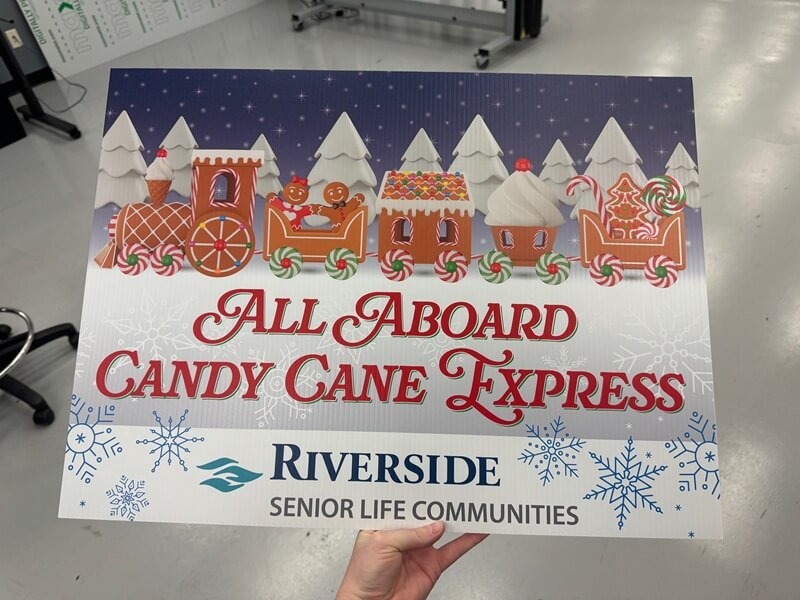 ALL ABOARD
CANDY CANE EXPRESS
RIVERSIDE
SENIOR LIFE COMMUNITIES